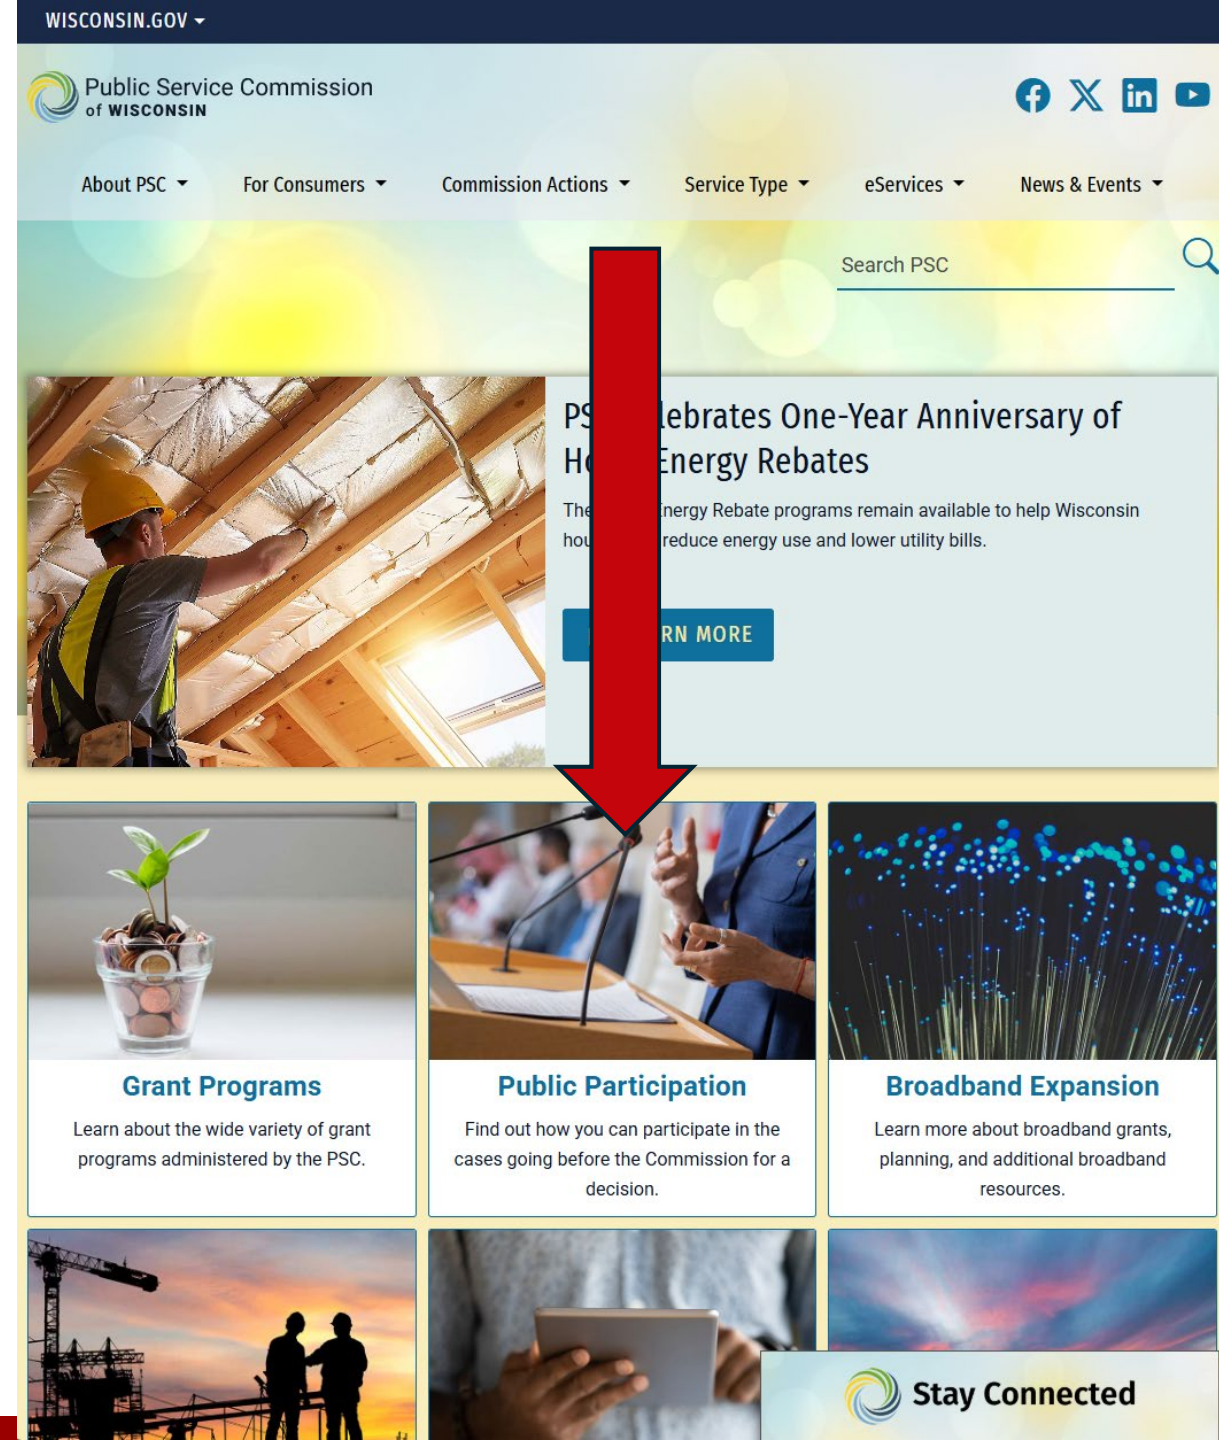 WISCONSIN.GOV
Public Service Commission
of WISCONSIN
About PSC
For Consumers
Commission Actions
Service Type
eServices
News & Events
Search PSC
lebrates One-Year Anniversary of
Energy Rebates
The nergy Rebate programs remain available to help Wisconsin
reduce energy use and lower utility bills.
RN MORE
Grant Programs
Learn about the wide variety of grant
programs administered by the PSC.
Public Participation
Find out how you can participate in the
cases going before the Commission for a
decision.
Broadband Expansion
Learn more about broadband grants,
planning, and additional broadband
resources.
Stay Connected